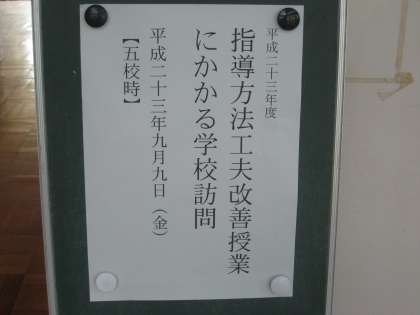 平成二十三年度
指導方法工夫改善授業
にかかる学校訪問
平成二十三年九月九日（金）
【五校時】